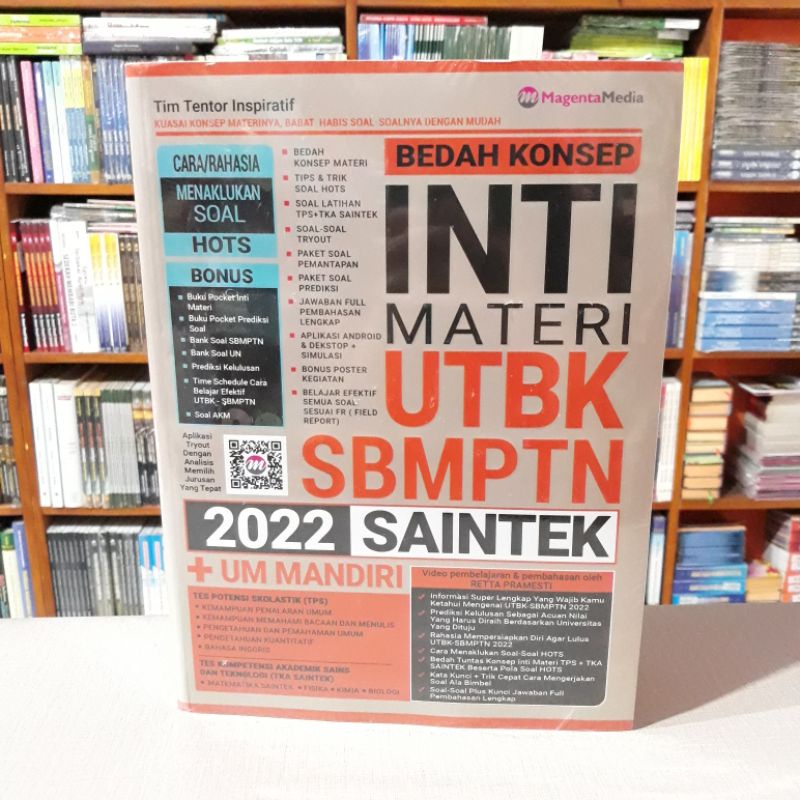 Tim Tentor Inspiratif
MagentaMedia
KUASAI KONSEP MATERINYA, BABAT HABIS SOAL-SOALNYA DENGAN MUDAH
CARA/RAHASIA
MENAKLUKAN
SOAL
HOTS
BONUS
Buku Pocket Inti
Materi
Buku Pocket Prediksi
Soal
Bank Soal SBMPTN
Bank Soal UN
Prediksi Kelulusan
Time Schedule Cara
Belajar Efektif
UTBK - SBMPTN
Soal AKM
Aplikasi
Tryout
Dengan
Analisis
Memilih
Jurusan
Yang Tepat
m
BEDAH
KONSEP MATERI
TIPS & TRIK
SOAL HOTS
SOAL LATIHAN
TPS+TKA SAINTEK
SOAL-SOAL
TRYOUT
PAKET SOAL
PEMANTAPAN
PAKET SOAL
PREDIKSI
JAWABAN FULL
PEMBAHASAN
LENGKAP
APLIKASI ANDROID
& DEKSTOP +
SIMULASI
BONUS POSTER
KEGIATAN
BELAJAR EFEKTIF
SEMUA SOAL
SESUAI FR ( FIELD
REPORT)
BEDAH KONSEP
INTI
MATERI
UTBK
SBMPTN
2022 SAINTEK
+ UM MANDIRI
TES POTENSI SKOLASTIK (TPS)
KEMAMPUAN PENALARAN UMUM
KEMAMPUAN MEMAHAMI BACAAN DAN MENULIS
PENGETAHUAN DAN PEMAHAMAN UMUM
PENGETAHUAN KUANTITATIF
BAHASA INGGRIS
TES KOMPETENSI AKADEMIK SAINS
DAN TEKNOLOGI (TKA SAINTEK)
• MATEMATIKA SAINTEK • FISIKA • KIMIA • BIOLOGI
Video pembelajaran & pembahasan oleh
RETTA PRAMESTI
Informasi Super Lengkap Yang Wajib Kamu
Ketahui Mengenai UTBK-SBMPTN 2022
Prediksi Kelulusan Sebagai Acuan Nilai
Yang Harus Diraih Berdasarkan Universitas
Yang Dituju
Rahasia Mempersiapkan Diri Agar Lulus
UTBK-SBMPTN 2022
Cara Menaklukan Soal-Soal HOTS
Bedah Tuntas Konsep Inti Materi TPS + TKA
SAINTEK Beserta Pola Soal HOTS
Kata Kunci + Trik Cepat Cara Mengerjakan
Soal Ala Bimbel
Soal-Soal Plus Kunci Jawaban Full
Pembahasan Lengkap